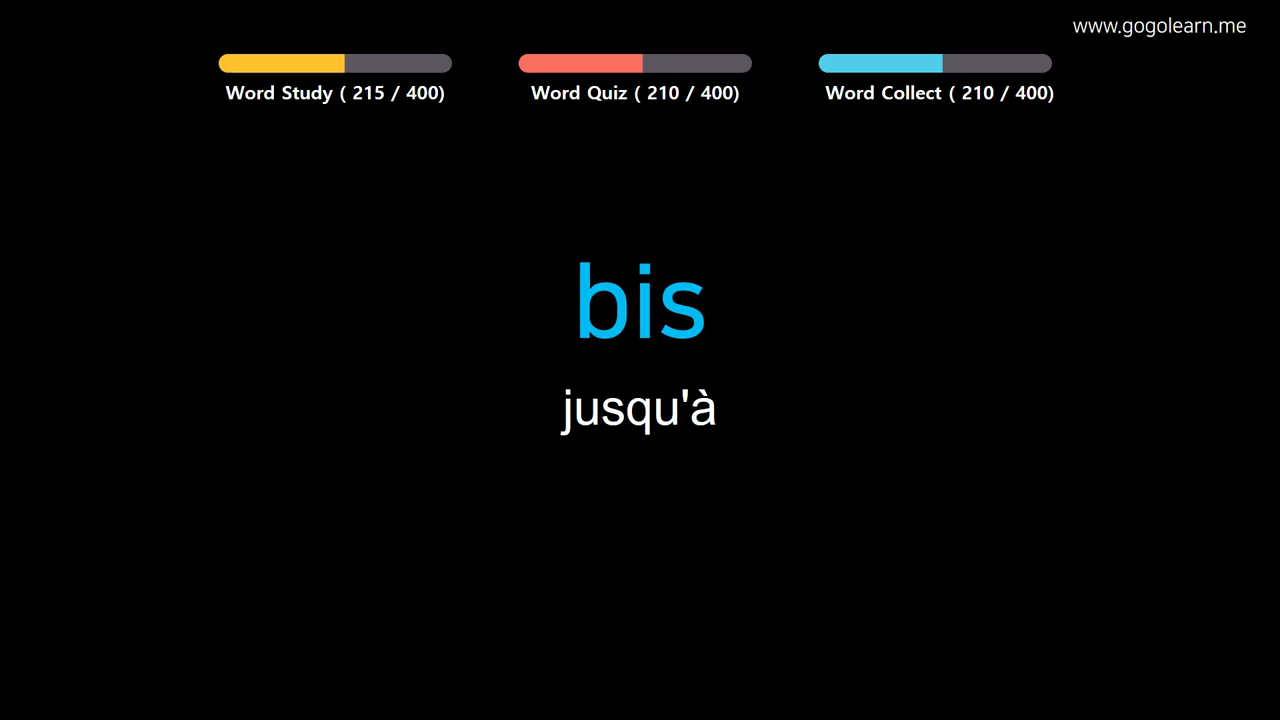 www.gogolearn.me
Word Study ( 215 / 400)
Word Quiz ( 210 / 400)
Word Collect ( 210 / 400)
bis
jusqu'à